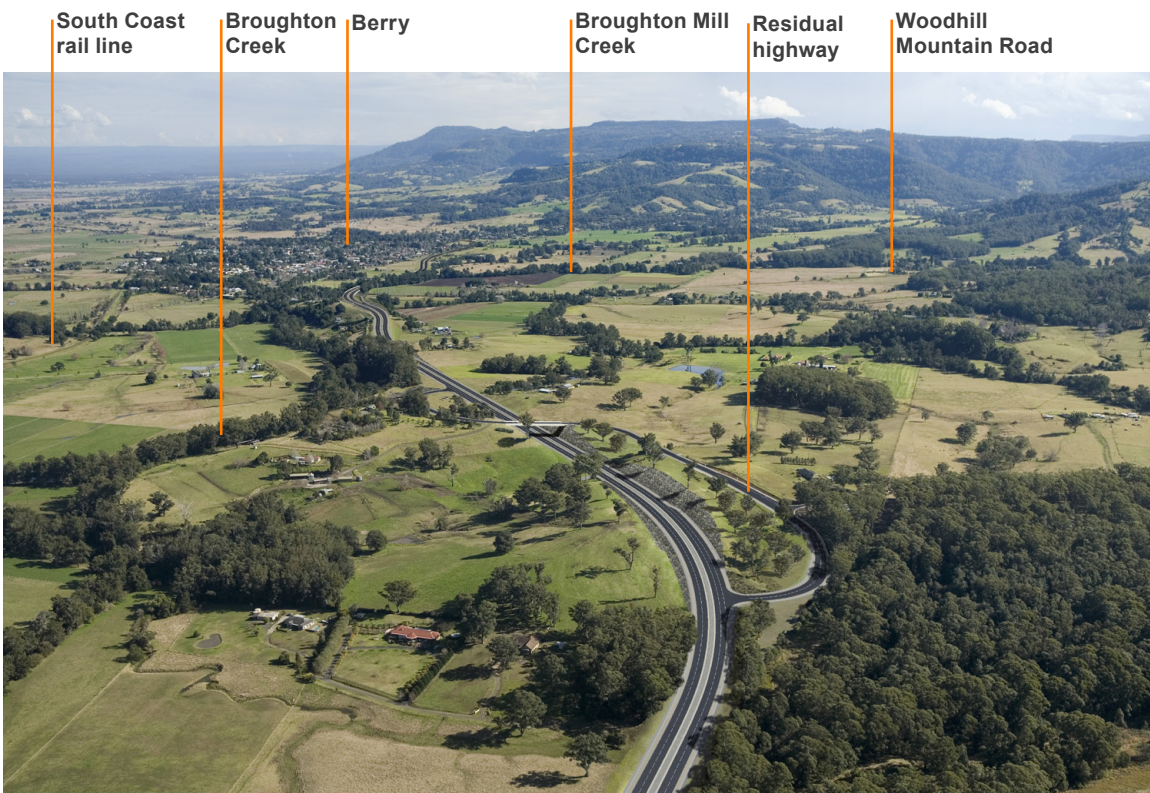 South Coast
rail line
Broughton
Creek
Berry
Broughton Mill
Creek
Residual
highway
Woodhill
Mountain Road